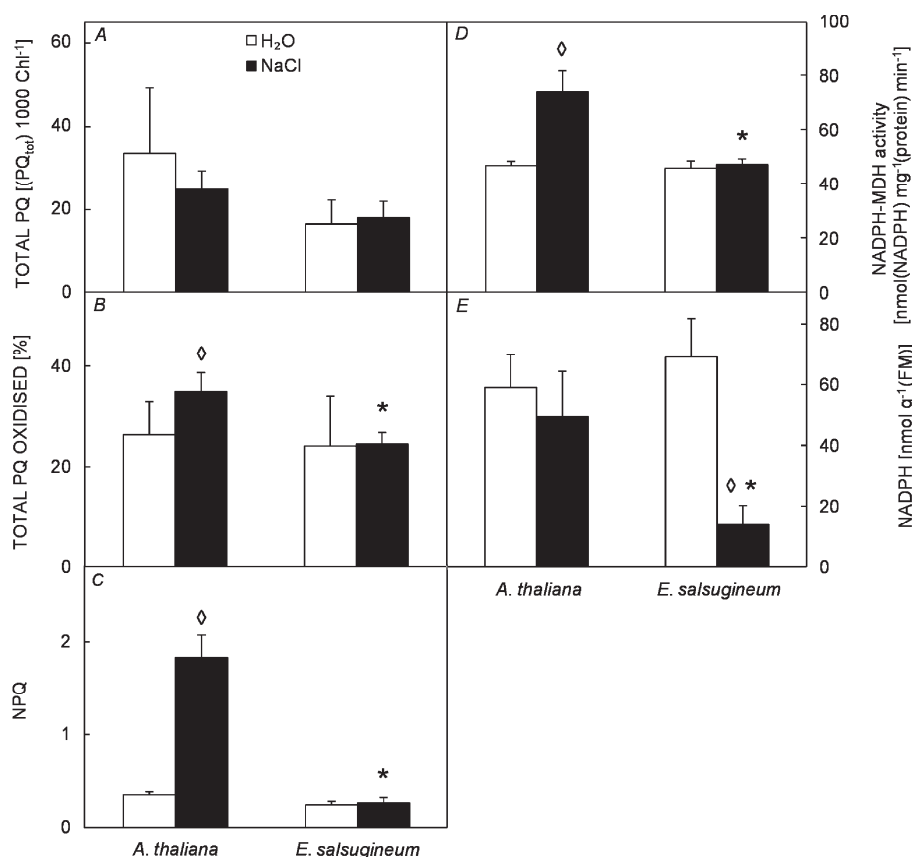 A
H₂O
NaCl
TOTAL PQ [(PQtot) 1000 Chl⁻¹]
60
40
20
0
B
TOTAL PQ OXIDISED [%]
40
20
0
C
NPQ
2
1
0
A. thaliana
E. salsugineum
D
NADPH-MDH activity
[nmol(NADPH) mg⁻¹(protein) min⁻¹]
100
80
60
40
20
0
E
NADPH [nmol g⁻¹(FM)]
80
60
40
20
0
A. thaliana
E. salsugineum